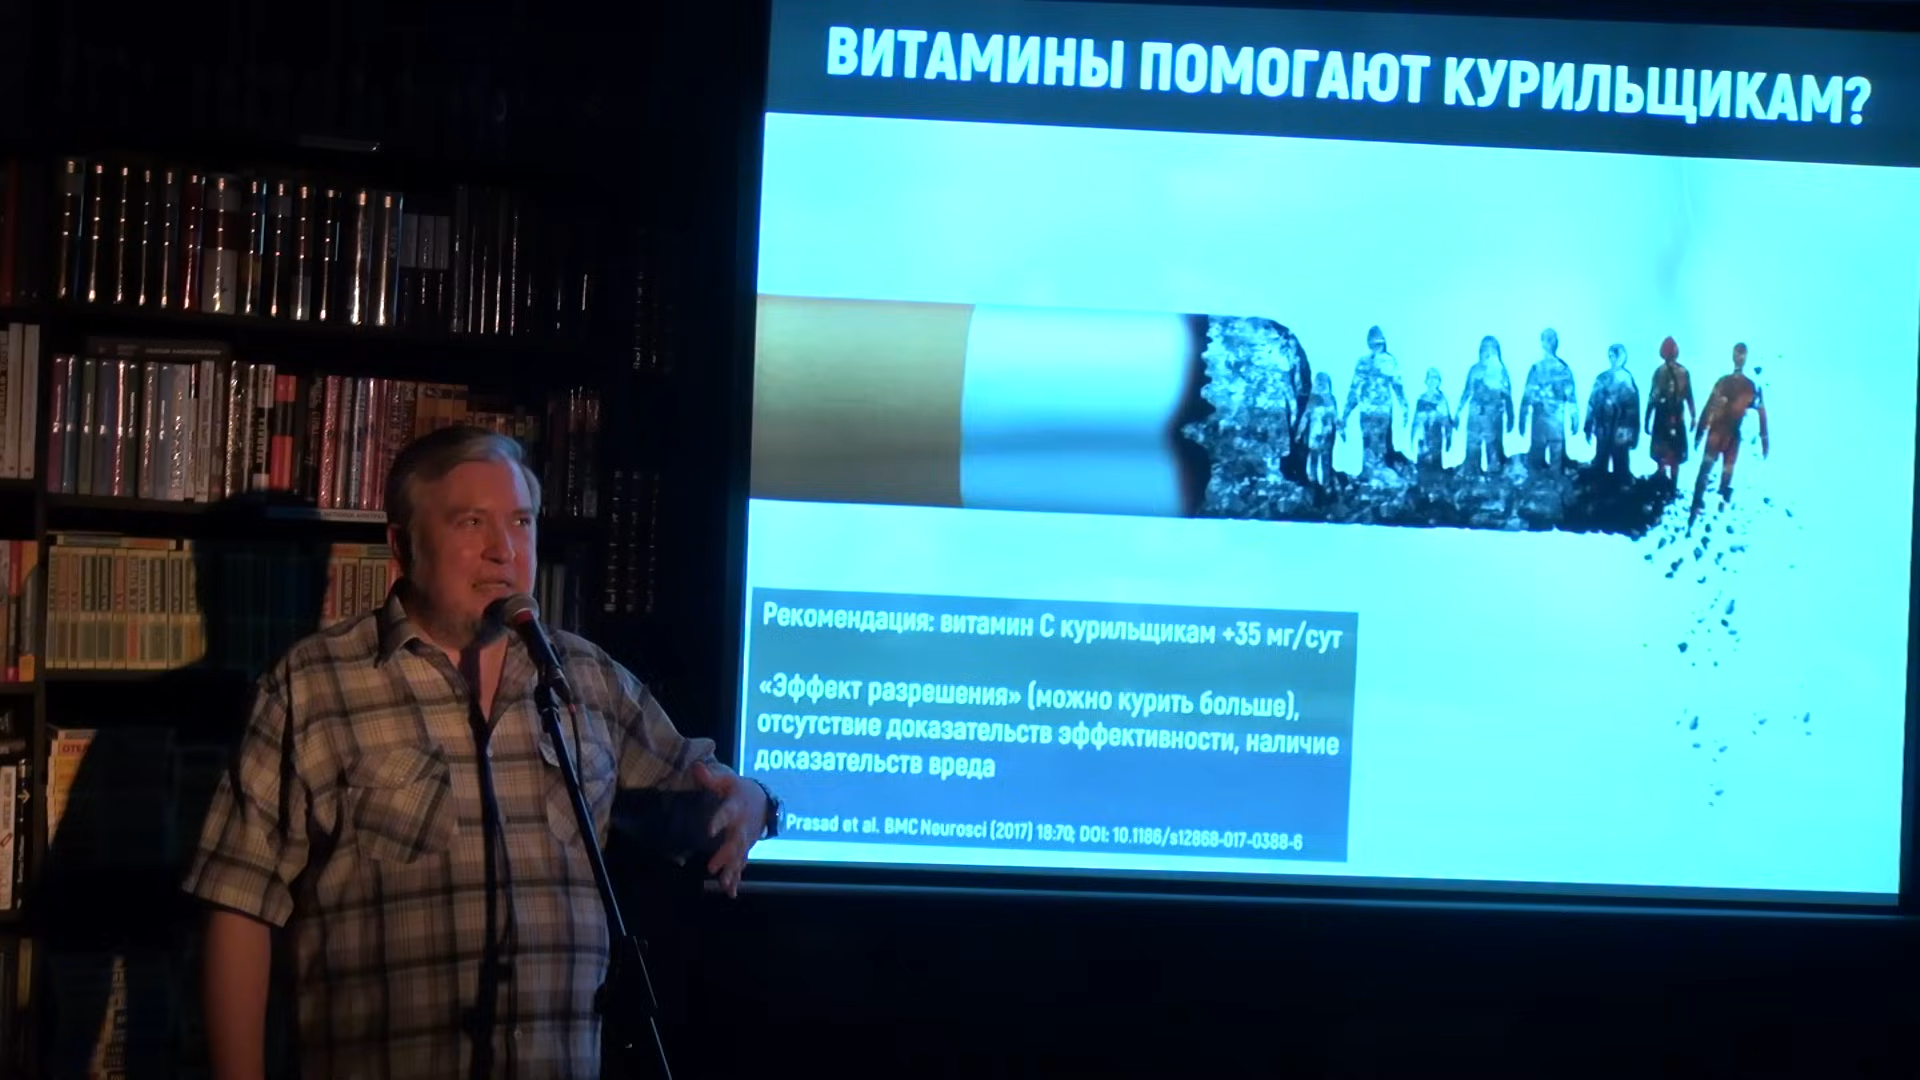 ВИТАМИНЫ ПОМОГАЮТ КУРИЛЬЩИКАМ?
Рекомендация: витамин С курильщикам +35 мг/сут
«Эффект разрешения» (можно курить больше),
отсутствие доказательств эффективности, наличие
доказательств вреда
Prasad et al. BMC Neurosci (2017) 18:70; DOI: 10.1186/s12868-017-0388-6